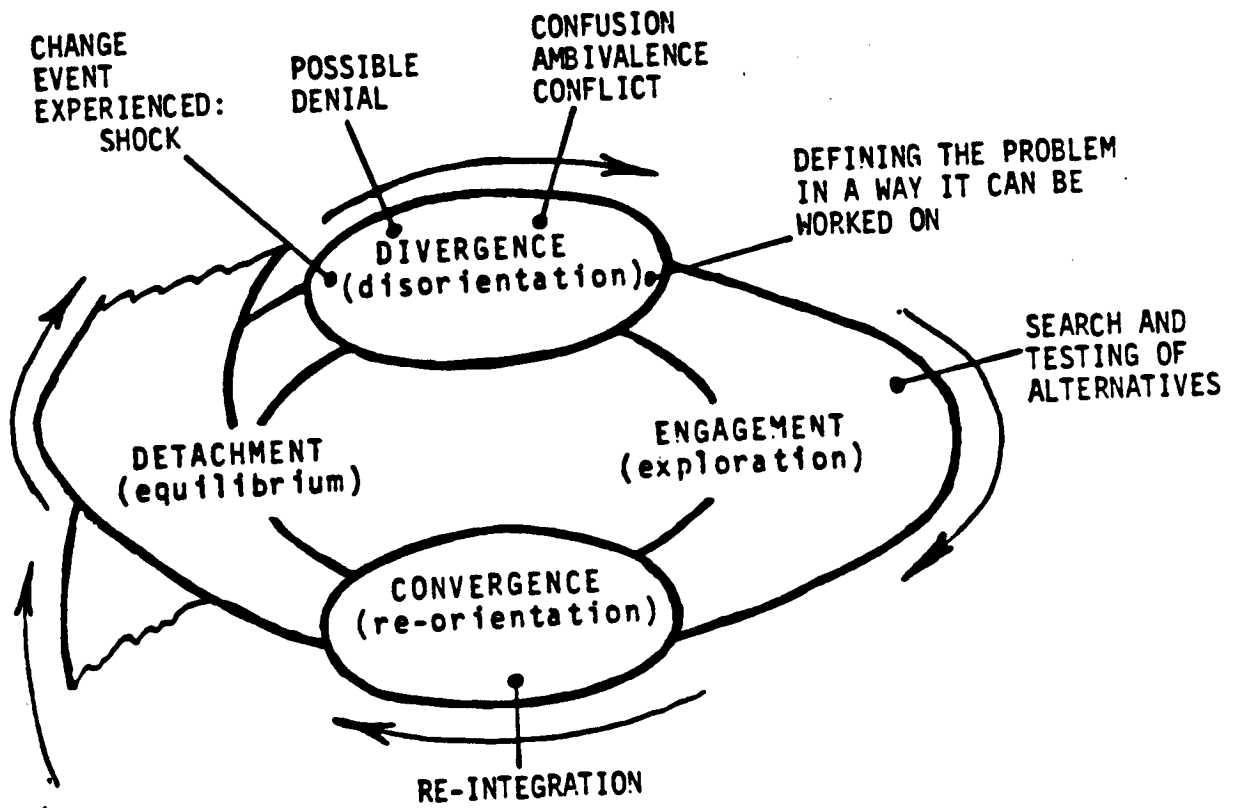 CHANGE
EVENT
EXPERIENCED:
SHOCK
POSSIBLE
DENIAL
CONFUSION
AMBIVALENCE
CONFLICT
DEFINING THE PROBLEM
IN A WAY IT CAN BE
WORKED ON
DIVERGENCE
(disorientation)
SEARCH AND
TESTING OF
ALTERNATIVES
DETACHMENT
(equilibrium)
ENGAGEMENT
(exploration)
CONVERGENCE
(re-orientation)
RE-INTEGRATION